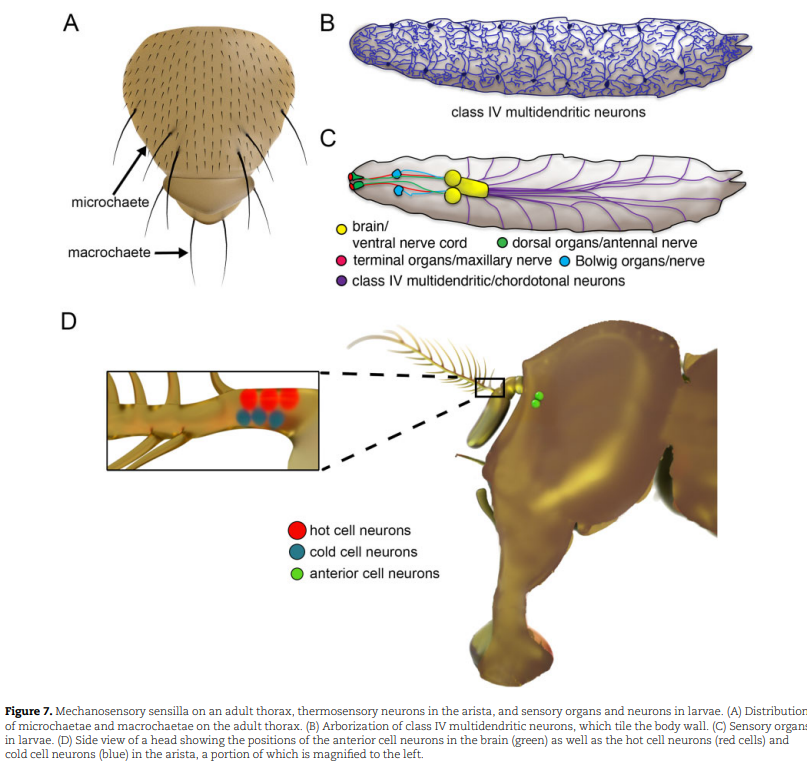 A
B
class IV multidendritic neurons
C
microchaete
macrochaete
brain/
ventral nerve cord
dorsal organs/antennal nerve
terminal organs/maxillary nerve
Bolwig organs/nerve
class IV multidendritic/chordotonal neurons
D
hot cell neurons
cold cell neurons
anterior cell neurons
Figure 7. Mechanosensory sensilla on an adult thorax, thermosensory neurons in the arista, and sensory organs and neurons in larvae. (A) Distribution
of microchaetae and macrochaetae on the adult thorax. (B) Arborization of class IV multidendritic neurons, which tile the body wall. (C) Sensory organs
in larvae. (D) Side view of a head showing the positions of the anterior cell neurons in the brain (green) as well as the hot cell neurons (red cells) and
cold cell neurons (blue) in the arista, a portion of which is magnified to the left.